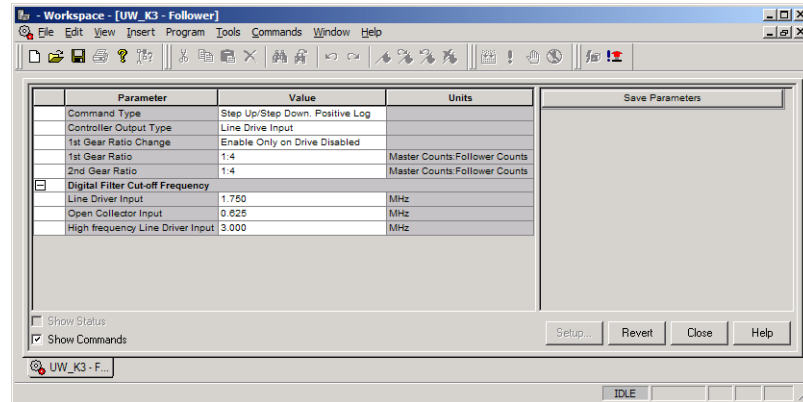 - Workspace - [UW_K3 - Follower]
File Edit View Insert Program Tools Commands Window Help
Parameter Value Units
Command Type Step Up/Step Down. Positive Log
Controller Output Type Line Drive Input
1st Gear Ratio Change Enable Only on Drive Disabled
1st Gear Ratio 1:4 Master Counts:Follower Counts
2nd Gear Ratio 1:4 Master Counts:Follower Counts
Digital Filter Cut-off Frequency
Line Driver Input 1.750 MHz
Open Collector Input 0.625 MHz
High frequency Line Driver Input 3.000 MHz
Save Parameters
Show Status
Show Commands
Setup... Revert Close Help
UW_K3 - F...
IDLE